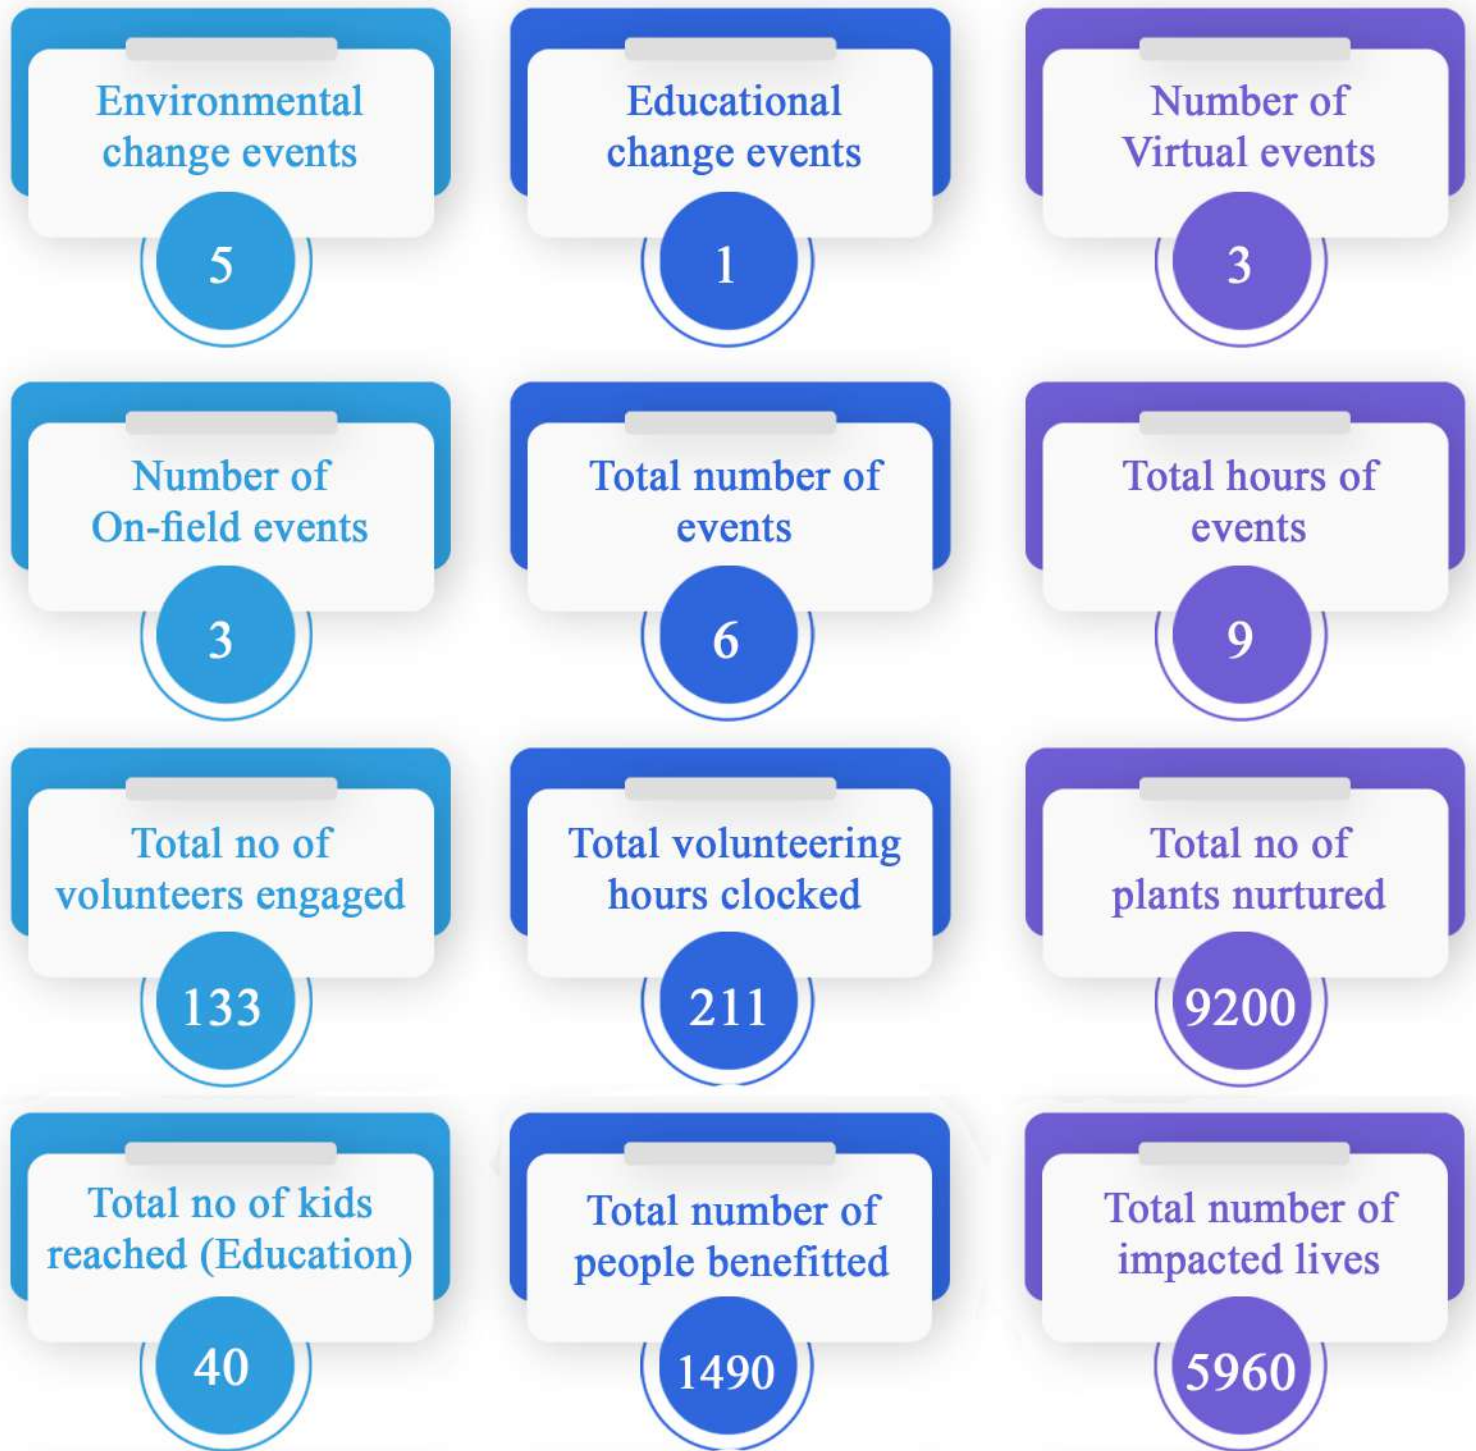 Environmental
change events
5
Educational
change events
1
Number of
Virtual events
3
Number of
On-field events
3
Total number of
events
6
Total hours of
events
9
Total no of
volunteers engaged
133
Total volunteering
hours clocked
211
Total no of
plants nurtured
9200
Total no of kids
reached (Education)
40
Total number of
people benefitted
1490
Total number of
impacted lives
5960